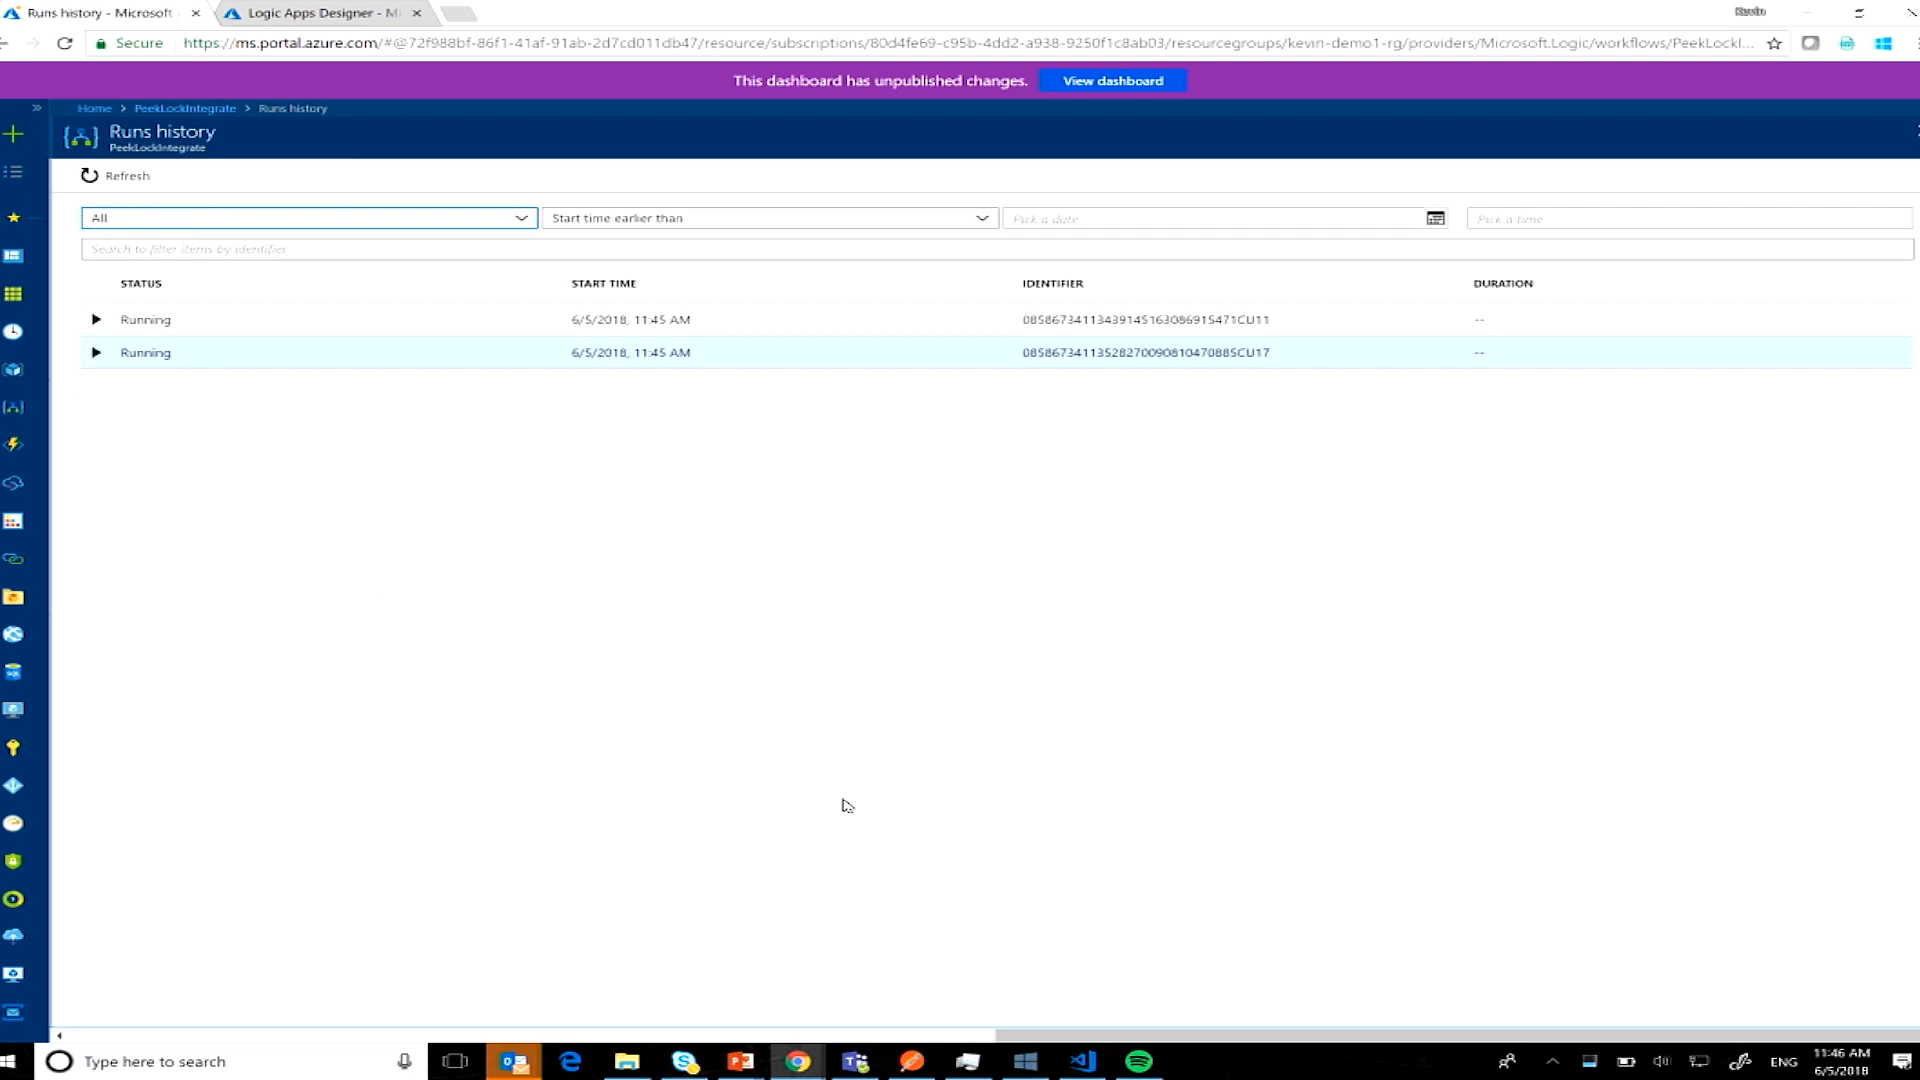 Runs history - Microsoft
Logic Apps Designer - Mi
Kevin
Secure
https://ms.portal.azure.com/#@72f988bf-86f1-41af-91ab-2d7cd011db47/resource/subscriptions/80d4fe69-c95b-4dd2-a938-9250f1c8ab03/resourcegroups/kevin-demo1-rg/providers/Microsoft.Logic/workflows/PeekLockI...
This dashboard has unpublished changes.
View dashboard
Home > PeekLockIntegrate > Runs history
Runs history
PeekLockIntegrate
Refresh
All
Start time earlier than
Pick a date
Pick a time
Search to filter items by identifier
STATUS START TIME IDENTIFIER DURATION
Running 6/5/2018, 11:45 AM 08586734113439145163086915471CU11 --
Running 6/5/2018, 11:45 AM 08586734113528270090810470885CU17 --
Type here to search
ENG
11:46 AM
6/5/2018